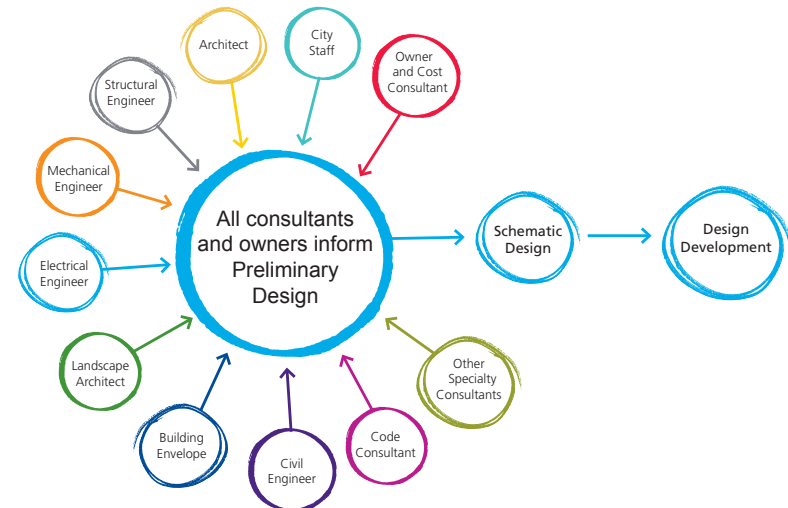 Architect
City
Staff
Owner
and Cost
Consultant
Structural
Engineer
Mechanical
Engineer
All consultants
and owners inform
Preliminary
Design
Schematic
Design
Design
Development
Electrical
Engineer
Landscape
Architect
Other
Specialty
Consultants
Building
Envelope
Civil
Engineer
Code
Consultant